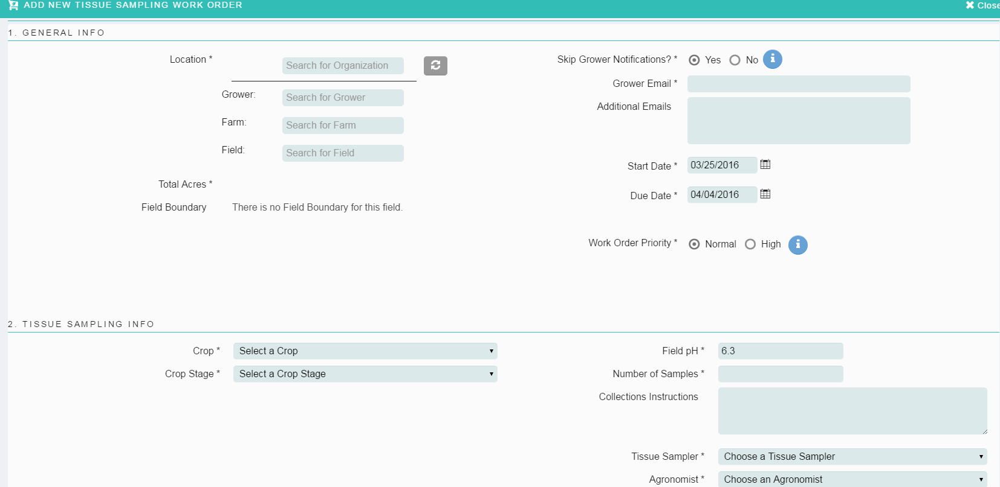 ADD NEW TISSUE SAMPLING WORK ORDER
Close
1. GENERAL INFO
Location *
Search for Organization
Grower:
Search for Grower
Farm:
Search for Farm
Field:
Search for Field
Total Acres *
Field Boundary
There is no Field Boundary for this field.
Skip Grower Notifications? *
Yes
No
Grower Email *
Additional Emails
Start Date *
03/25/2016
Due Date *
04/04/2016
Work Order Priority *
Normal
High
2. TISSUE SAMPLING INFO
Crop *
Select a Crop
Crop Stage *
Select a Crop Stage
Field pH *
6.3
Number of Samples *
Collections Instructions
Tissue Sampler *
Choose a Tissue Sampler
Agronomist *
Choose an Agronomist